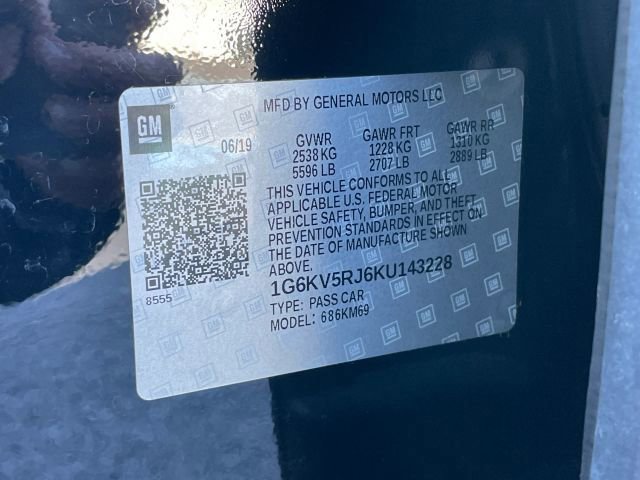 MFD BY GENERAL MOTORS LLC
GM
06/19 GVWR GAWR FRT GAWR RR
2538 KG 1228 KG 1310 KG
5596 LB 2707 LB 2889 LB
THIS VEHICLE CONFORMS TO ALL
APPLICABLE U.S. FEDERAL MOTOR
VEHICLE SAFETY, BUMPER, AND THEFT
PREVENTION STANDARDS IN EFFECT ON
THE DATE OF MANUFACTURE SHOWN
ABOVE.
8555
1G6KV5RJ6KU143228
TYPE: PASS CAR
MODEL: 686KM69